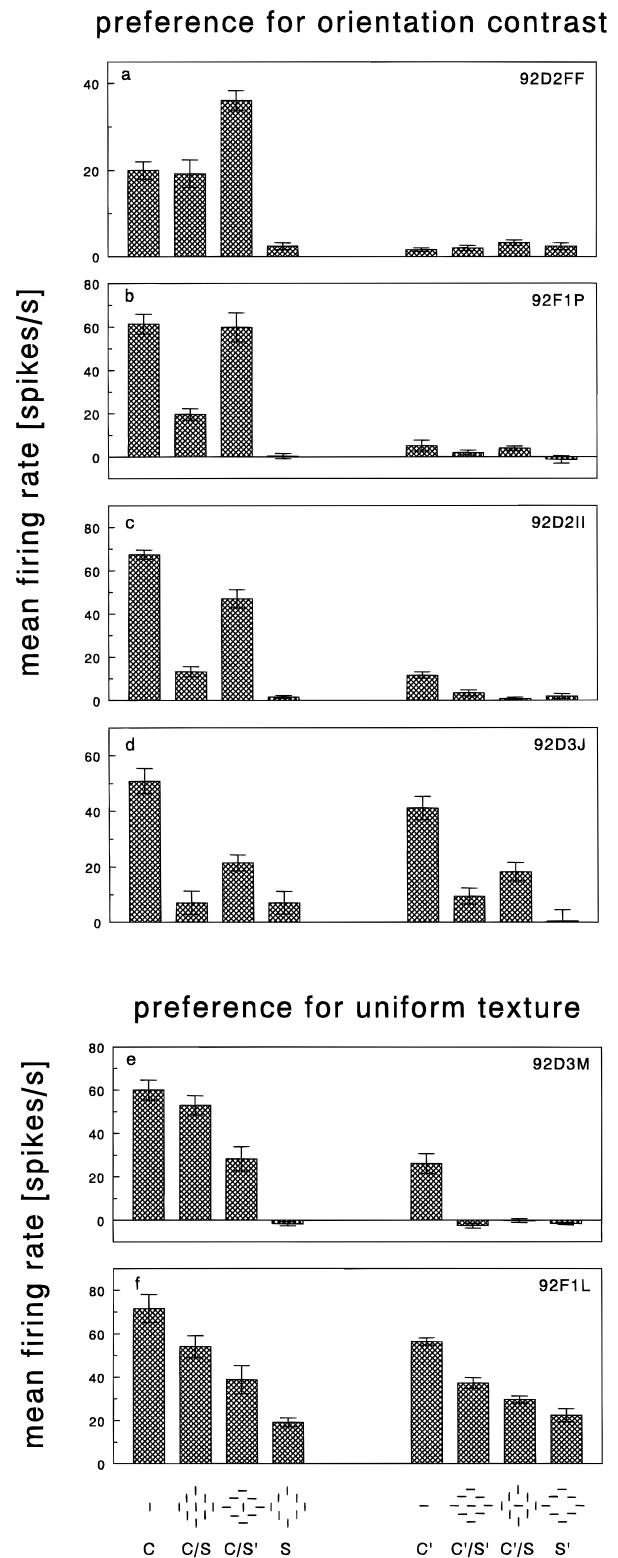 preference for orientation contrast
a 92D2FF
40
20
0
b 92F1P
80
60
40
20
0
c 92D2II
80
60
40
20
0
d 92D3J
60
40
20
0
mean firing rate [spikes/s]
preference for uniform texture
e 92D3M
80
60
40
20
0
f 92F1L
80
60
40
20
0
mean firing rate [spikes/s]
C C/S C/S' S C' C'/S' C'/S S'